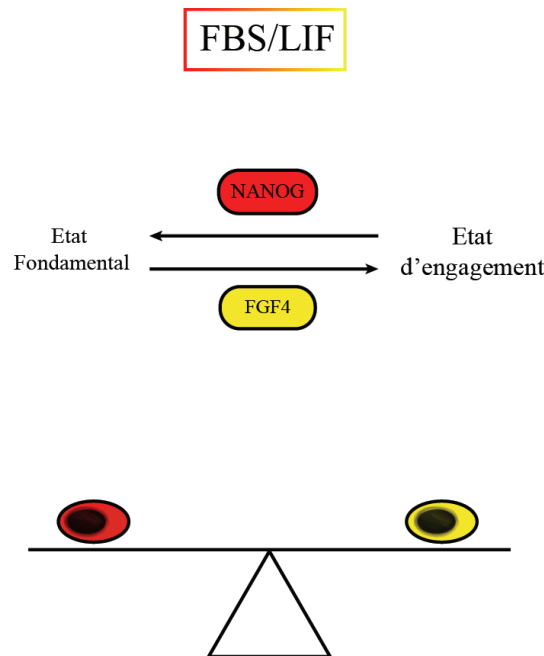 FBS/LIF
NANOG
Etat
Fondamental
Etat
d'engagement
FGF4